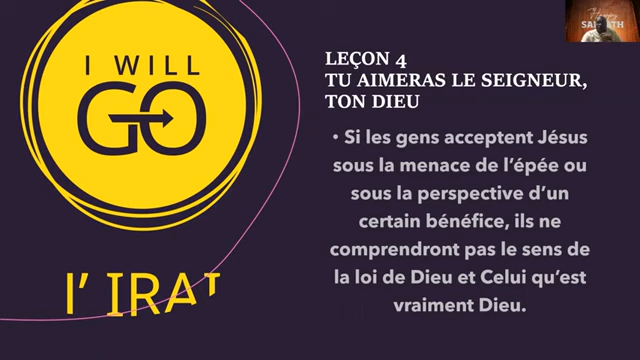 I WILL
GO
I' IRAI
LEÇON 4
TU AIMERAS LE SEIGNEUR,
TON DIEU
• Si les gens acceptent Jésus
sous la menace de l'épée ou
sous la perspective d'un
certain bénéfice, ils ne
comprendront pas le sens de
la loi de Dieu et Celui qu'est
vraiment Dieu.
Happy
SABBATH